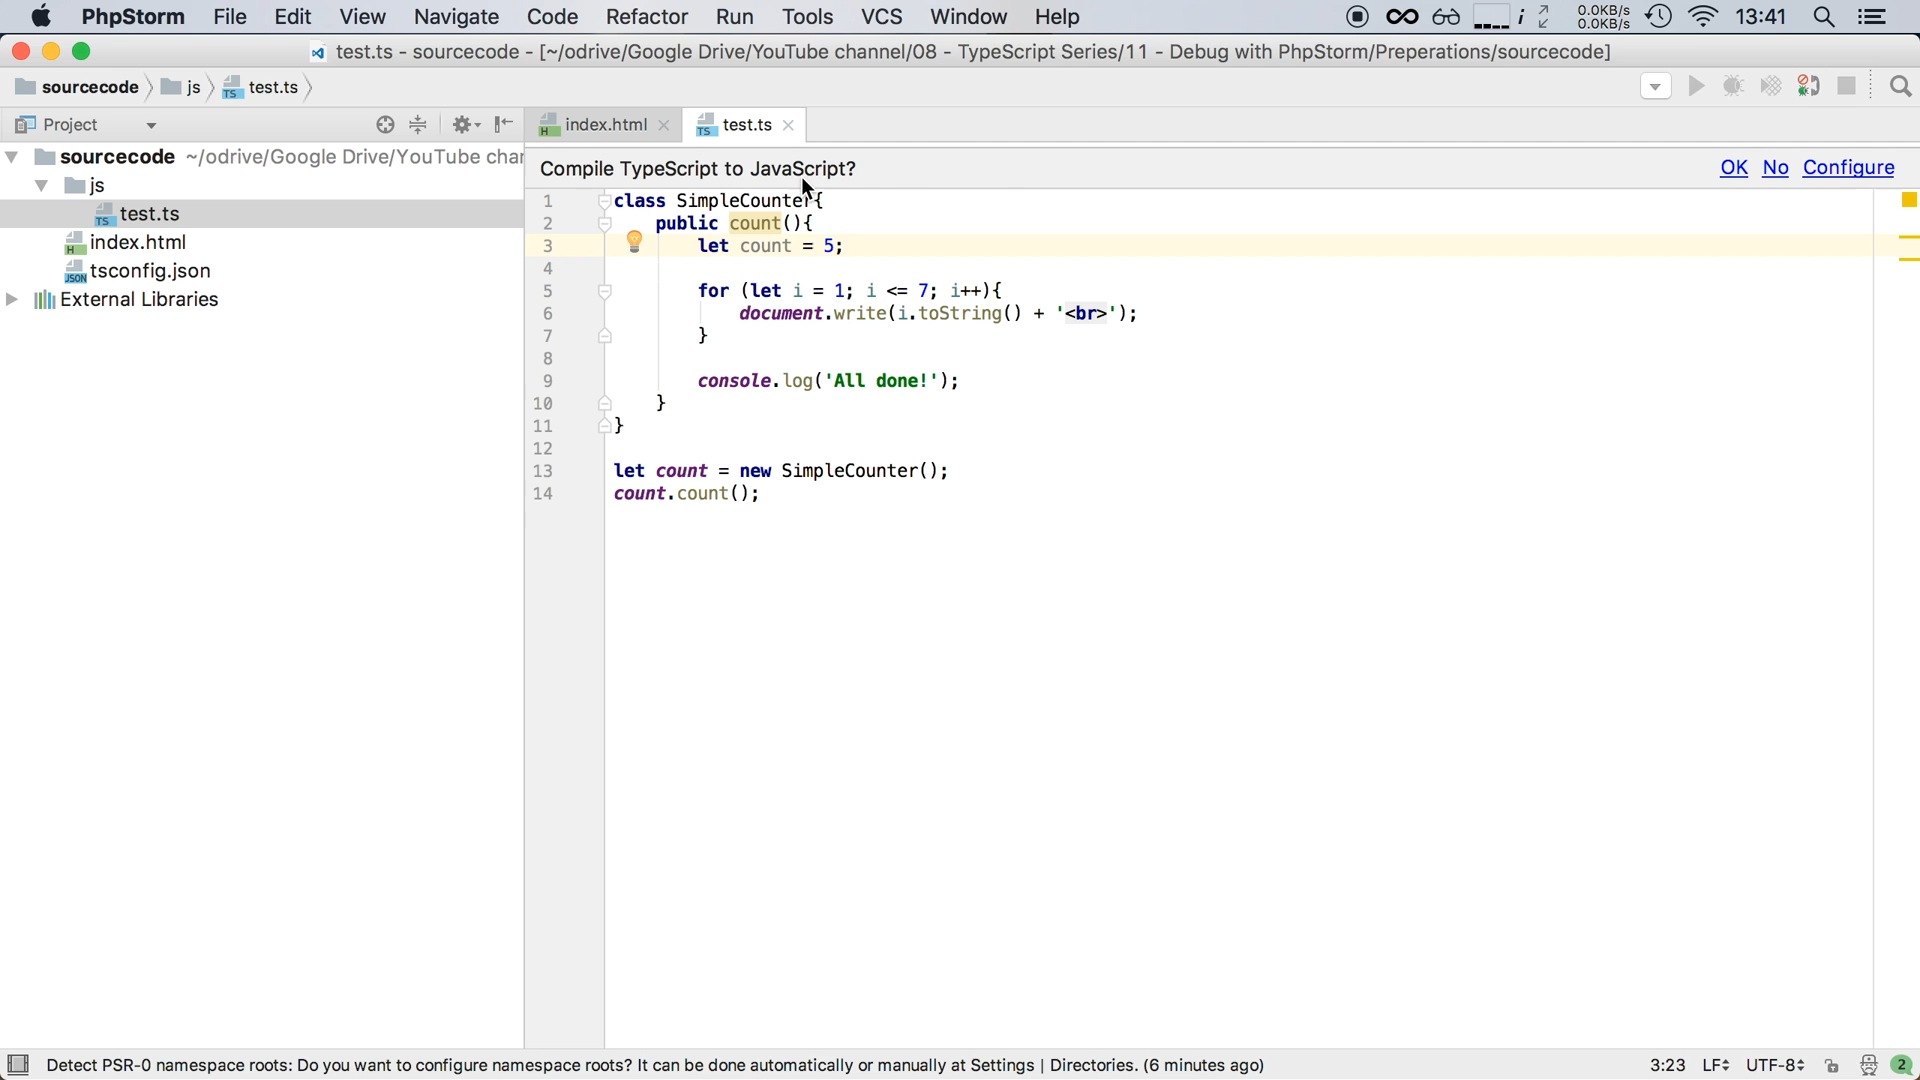 PhpStorm File Edit View Navigate Code Refactor Run Tools VCS Window Help 0.0KB/s 0.0KB/s 13:41
test.ts - sourcecode - [~/odrive/Google Drive/YouTube channel/08 - TypeScript Series/11 - Debug with PhpStorm/Preperations/sourcecode]
sourcecode js test.ts
Project
index.html test.ts
sourcecode ~/odrive/Google Drive/YouTube char
js
test.ts
index.html
tsconfig.json
External Libraries
Compile TypeScript to JavaScript? OK No Configure
1 class SimpleCounter{
2 public count(){
3 let count = 5;
4
5 for (let i = 1; i <= 7; i++){
6 document.write(i.toString() + '<br>');
7 }
8
9 console.log('All done!');
10 }
11 }
12
13 let count = new SimpleCounter();
14 count.count();
Detect PSR-0 namespace roots: Do you want to configure namespace roots? It can be done automatically or manually at Settings | Directories. (6 minutes ago) 3:23 LF UTF-8 2